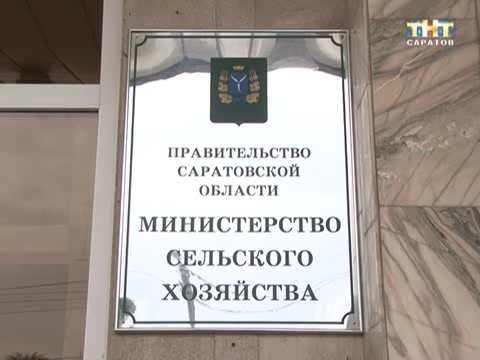 ТНТ
САРАТОВ
ПРАВИТЕЛЬСТВО
САРАТОВСКОЙ
ОБЛАСТИ
МИНИСТЕРСТВО
СЕЛЬСКОГО
ХОЗЯЙСТВА